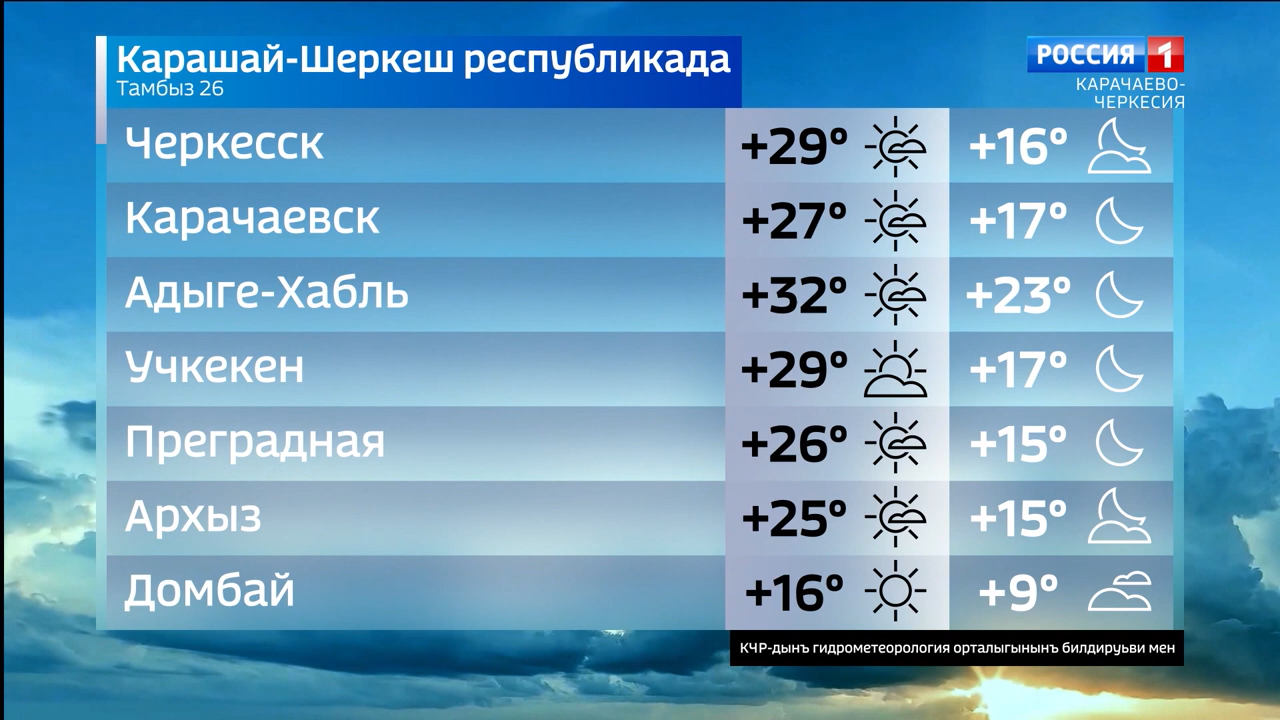 Карашай-Шеркеш республикада
Тамбыз 26
РОССИЯ 1
КАРАЧАЕВО-
ЧЕРКЕСИЯ
Черкесск +29° +16°
Карачаевск +27° +17°
Адыге-Хабль +32° +23°
Учкекен +29° +17°
Преградная +26° +15°
Архыз +25° +15°
Домбай +16° +9°
КЧР-дынъ гидрометеорология орталыгынынъ билдируьви мен